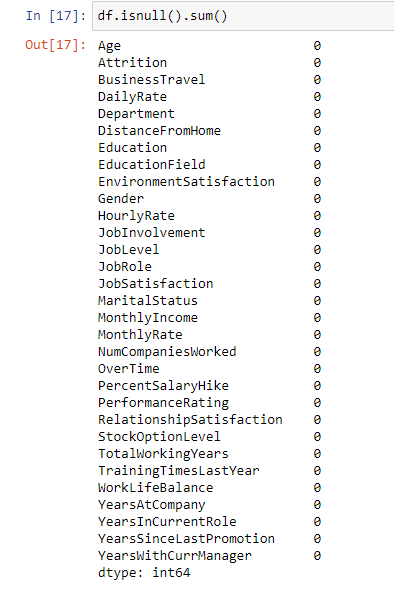 In [17]: df.isnull().sum()
Out[17]: Age 0
Attrition 0
BusinessTravel 0
DailyRate 0
Department 0
DistanceFromHome 0
Education 0
EducationField 0
EnvironmentSatisfaction 0
Gender 0
HourlyRate 0
JobInvolvement 0
JobLevel 0
JobRole 0
JobSatisfaction 0
MaritalStatus 0
MonthlyIncome 0
MonthlyRate 0
NumCompaniesWorked 0
OverTime 0
PercentSalaryHike 0
PerformanceRating 0
RelationshipSatisfaction 0
StockOptionLevel 0
TotalWorkingYears 0
TrainingTimesLastYear 0
WorkLifeBalance 0
YearsAtCompany 0
YearsInCurrentRole 0
YearsSinceLastPromotion 0
YearsWithCurrManager 0
dtype: int64